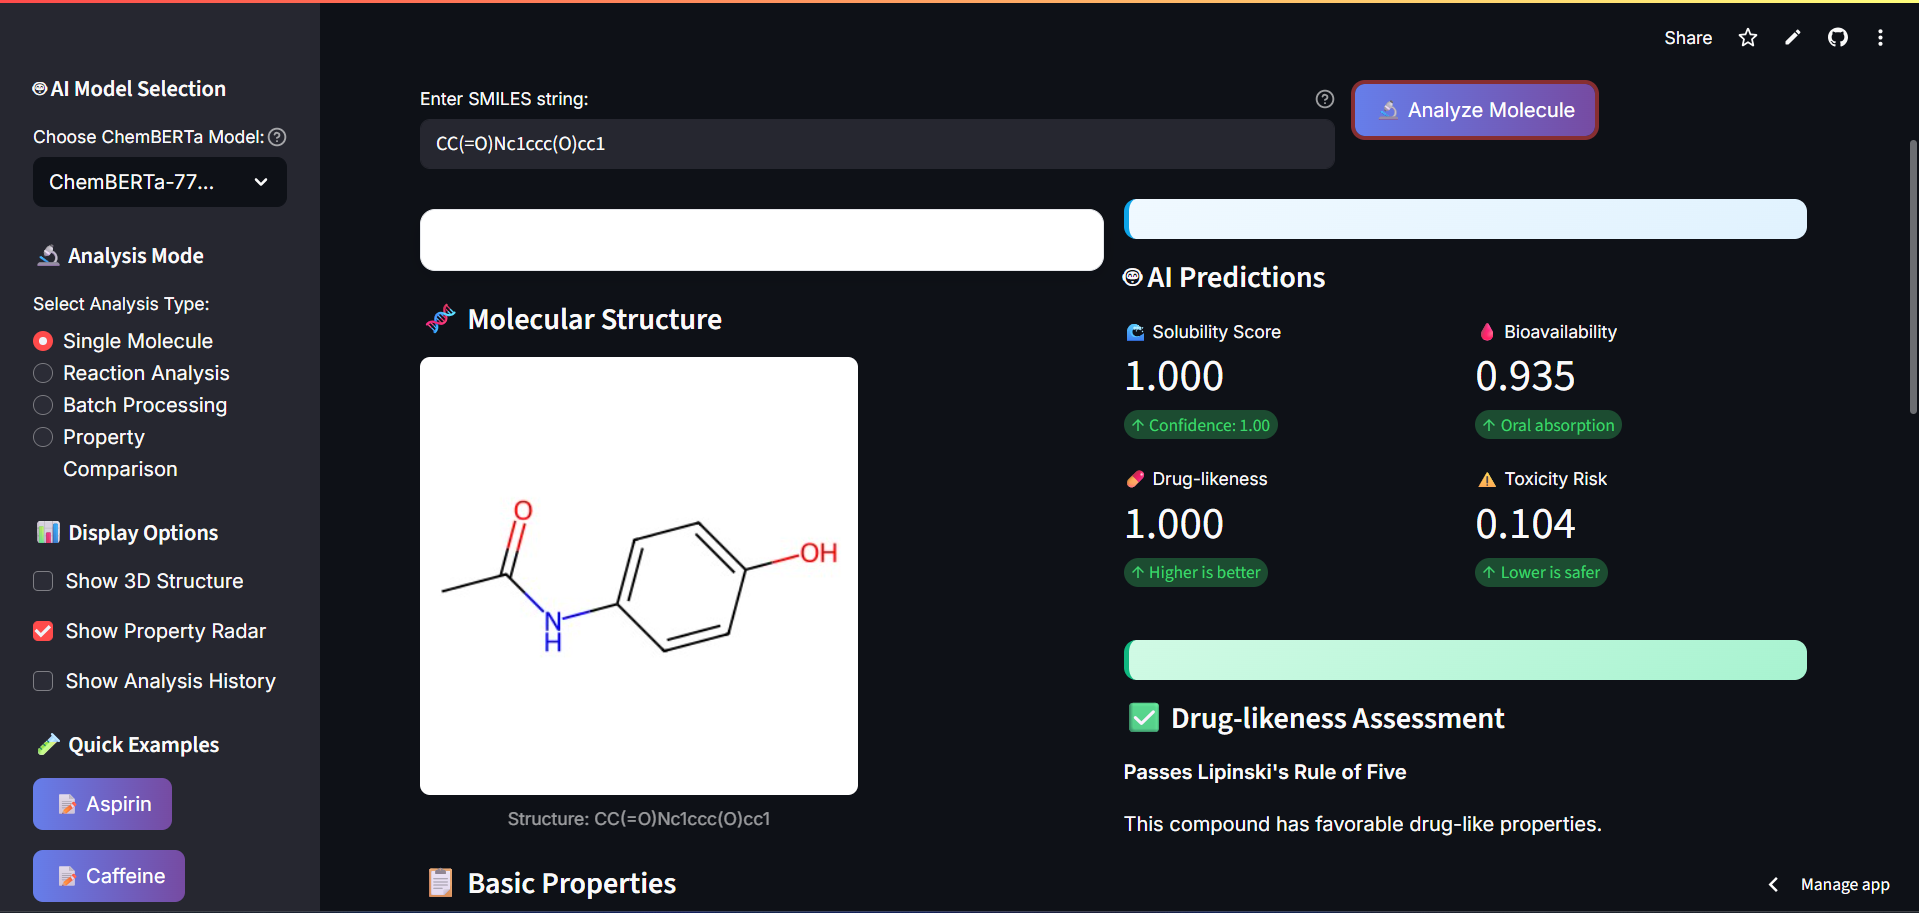 Share
AI Model Selection
Choose ChemBERTa Model:
ChemBERTa-77...
Analysis Mode
Select Analysis Type:
Single Molecule
Reaction Analysis
Batch Processing
Property
Comparison
Display Options
Show 3D Structure
Show Property Radar
Show Analysis History
Quick Examples
Aspirin
Caffeine
Enter SMILES string:
CC(=O)Nc1ccc(O)cc1
Analyze Molecule
Molecular Structure
O
OH
N
H
Structure: CC(=O)Nc1ccc(O)cc1
Basic Properties
AI Predictions
Solubility Score
1.000
↑ Confidence: 1.00
Bioavailability
0.935
↑ Oral absorption
Drug-likeness
1.000
↑ Higher is better
Toxicity Risk
0.104
↑ Lower is safer
Drug-likeness Assessment
Passes Lipinski's Rule of Five
This compound has favorable drug-like properties.
Manage app